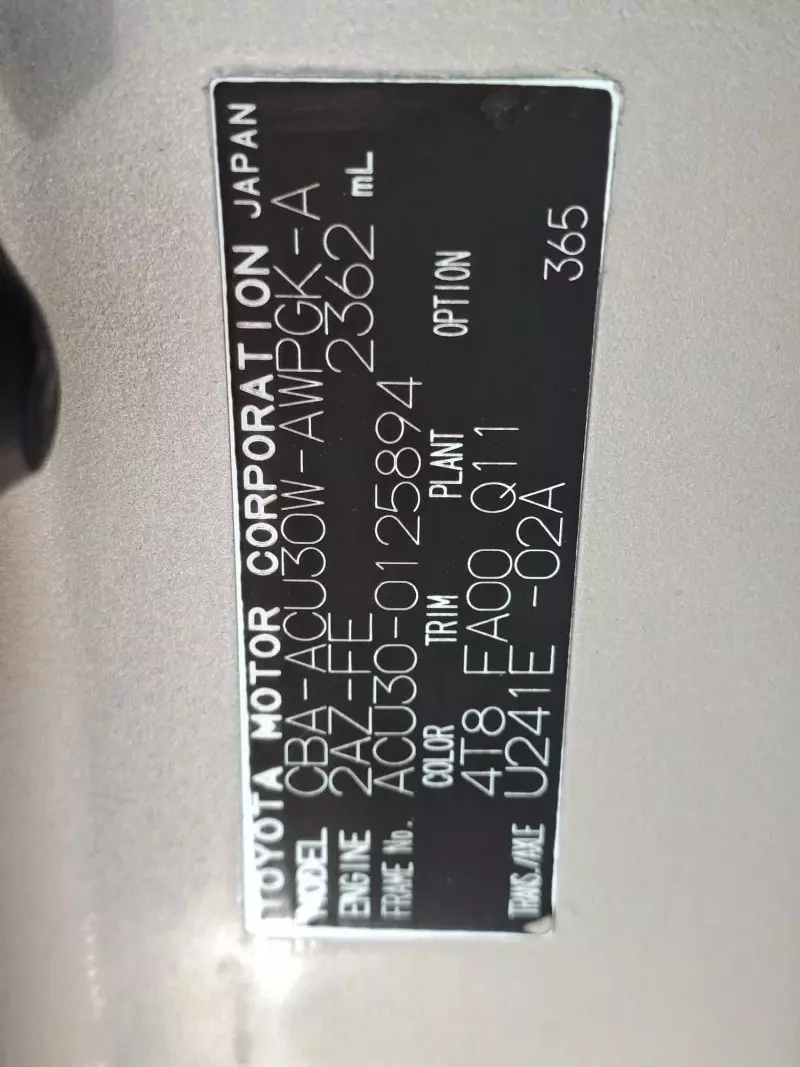 TOYOTA MOTOR CORPORATION JAPAN
MODEL CBA-ACU30W-AWPGK-A
ENGINE 2AZ-FE 2362 mL
FRAME No. ACU30-0125894
COLOR TRIM PLANT OPTION
4T8 FA00 Q11
TRANS./AXLE U241E -02A 365